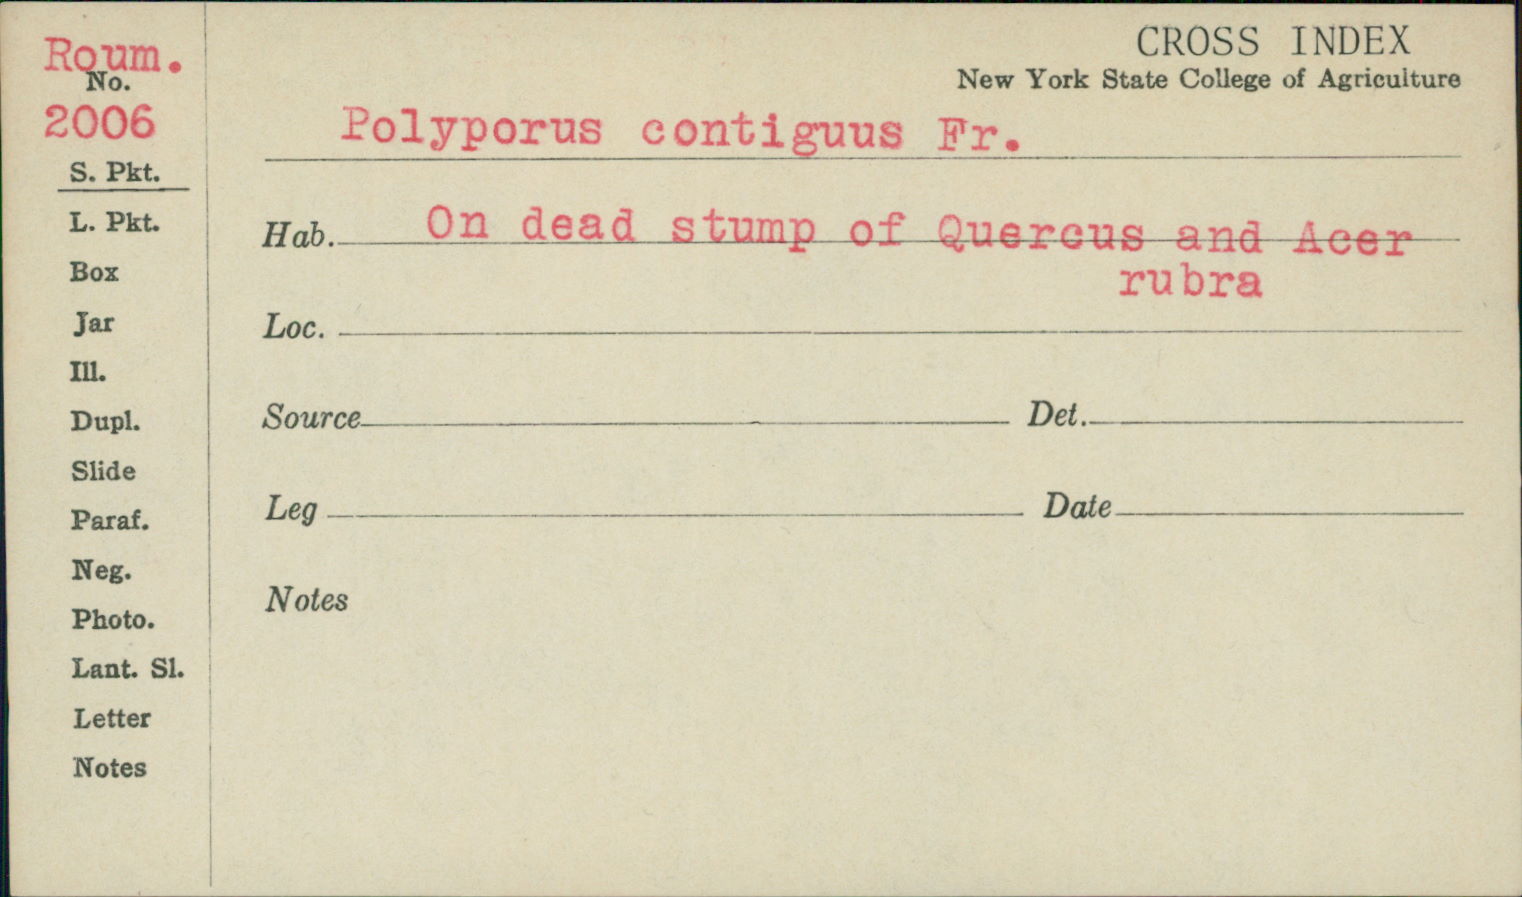 CROSS INDEX
New York State College of Agriculture
Roum.
No.
2006
Polyporus contiguus Fr.
S. Pkt.
L. Pkt.
Box
Jar
Ill.
Dupl.
Slide
Paraf.
Neg.
Photo.
Lant. Sl.
Letter
Notes
Hab. On dead stump of Quercus and Acer
rubra
Loc.
Source Det.
Leg Date
Notes